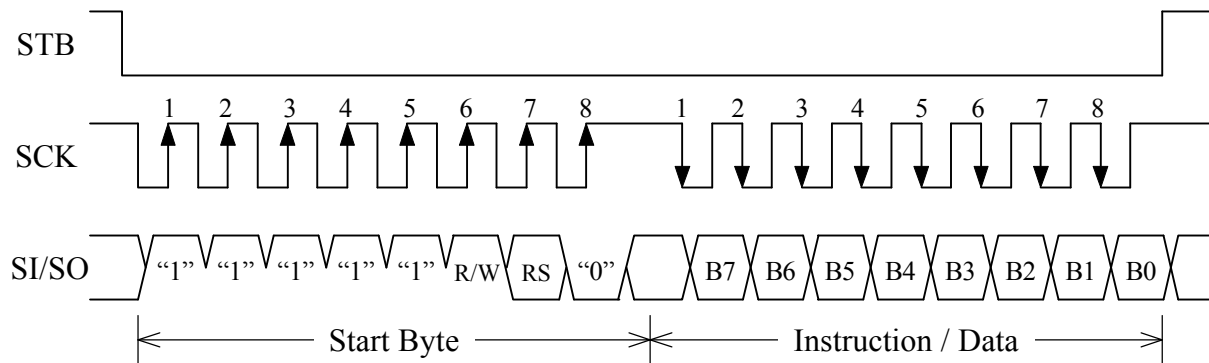 STB
1 2 3 4 5 6 7 8 1 2 3 4 5 6 7 8
SCK
SI/SO “1” “1” “1” “1” “1” R/W RS “0” B7 B6 B5 B4 B3 B2 B1 B0
Start Byte Instruction / Data